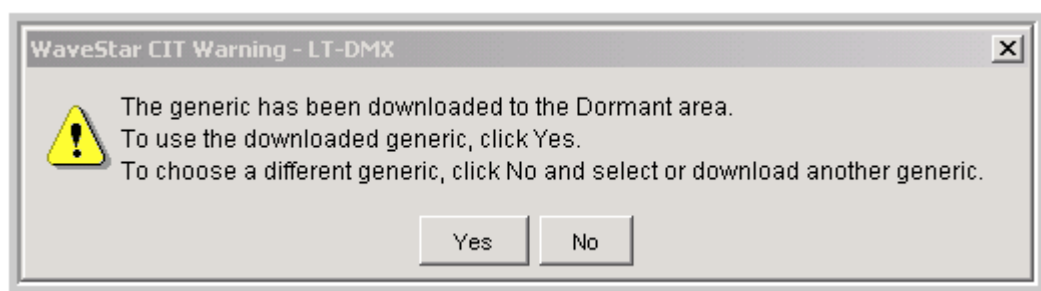 WaveStar CIT Warning - LT-DMX
The generic has been downloaded to the Dormant area.
To use the downloaded generic, click Yes.
To choose a different generic, click No and select or download another generic.
Yes No